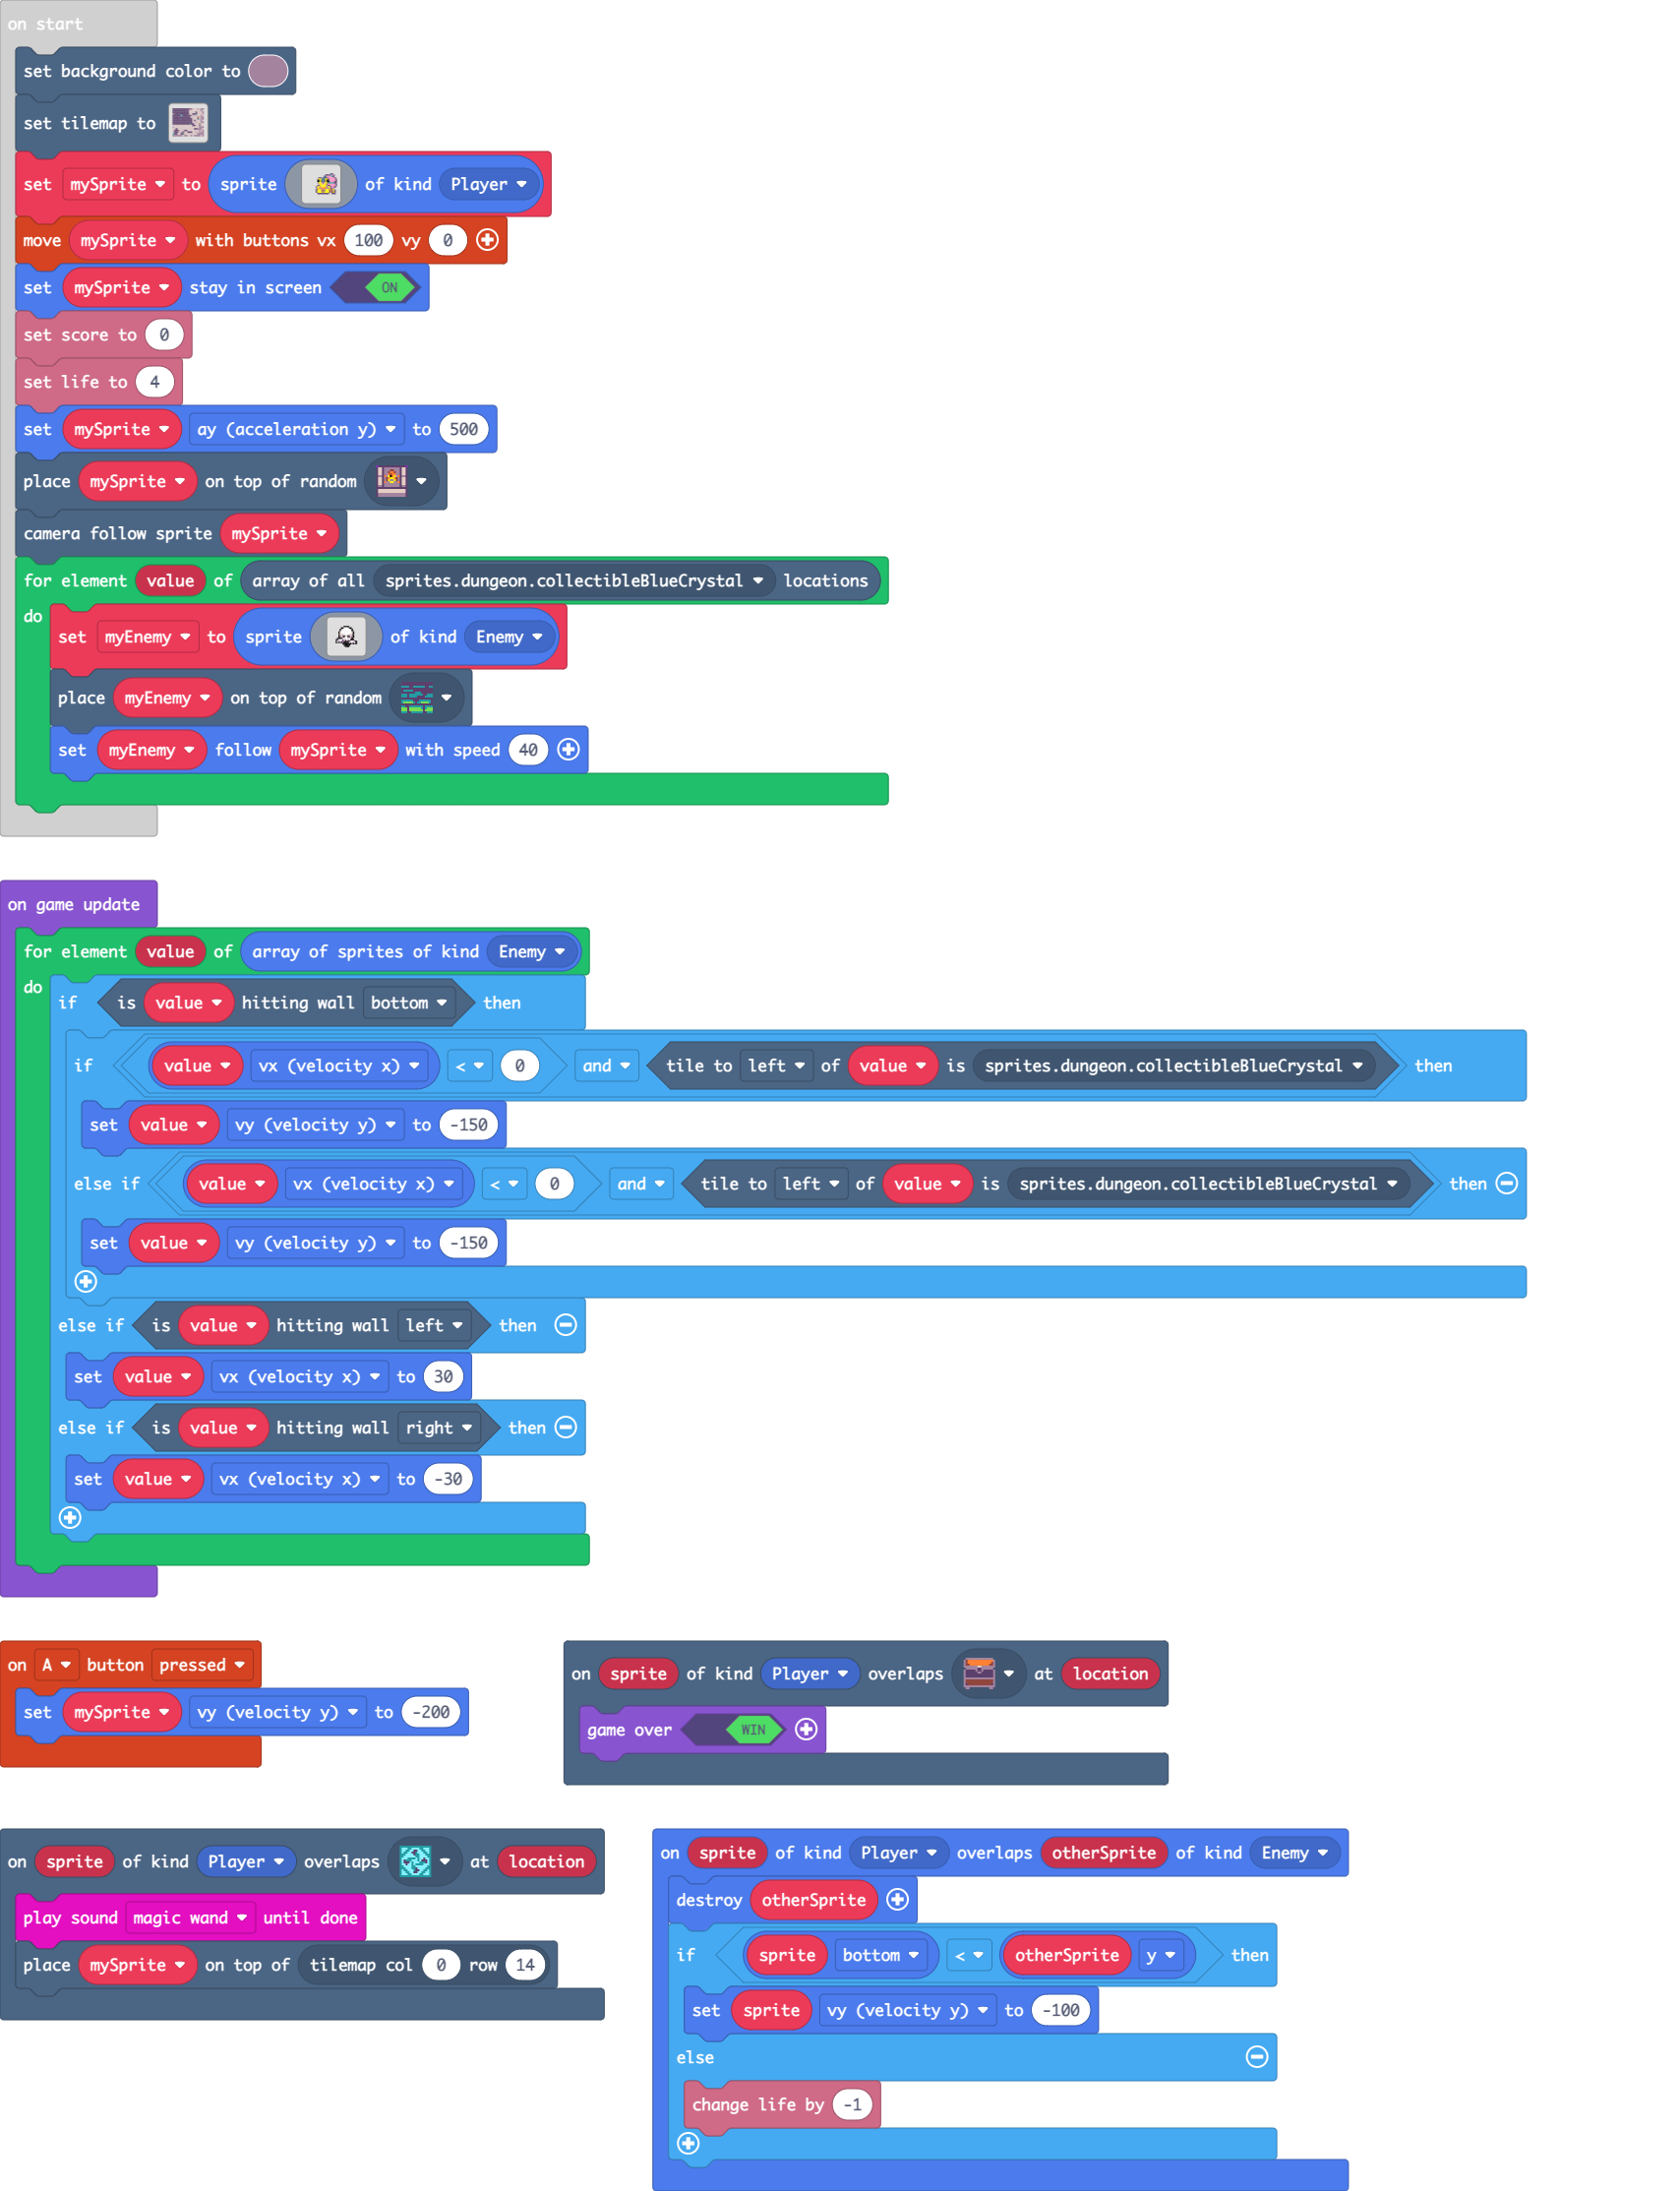 on start
set background color to
set tilemap to
set mySprite to sprite of kind Player
move mySprite with buttons vx 100 vy 0
set mySprite stay in screen ON
set score to 0
set life to 4
set mySprite ay (acceleration y) to 500
place mySprite on top of random
camera follow sprite mySprite
for element value of array of all sprites.dungeon.collectibleBlueCrystal locations
do
set myEnemy to sprite of kind Enemy
place myEnemy on top of random
set myEnemy follow mySprite with speed 40
on game update
for element value of array of sprites of kind Enemy
do
if is value hitting wall bottom then
if value vx (velocity x) < 0 and tile to left of value is sprites.dungeon.collectibleBlueCrystal then
set value vy (velocity y) to -150
else if value vx (velocity x) < 0 and tile to left of value is sprites.dungeon.collectibleBlueCrystal then
set value vy (velocity y) to -150
else if is value hitting wall left then
set value vx (velocity x) to 30
else if is value hitting wall right then
set value vx (velocity x) to -30
on A button pressed
set mySprite vy (velocity y) to -200
on sprite of kind Player overlaps at location
game over WIN
on sprite of kind Player overlaps at location
play sound magic wand until done
place mySprite on top of tilemap col 0 row 14
on sprite of kind Player overlaps otherSprite of kind Enemy
destroy otherSprite
if sprite bottom < otherSprite y then
set sprite vy (velocity y) to -100
else
change life by -1